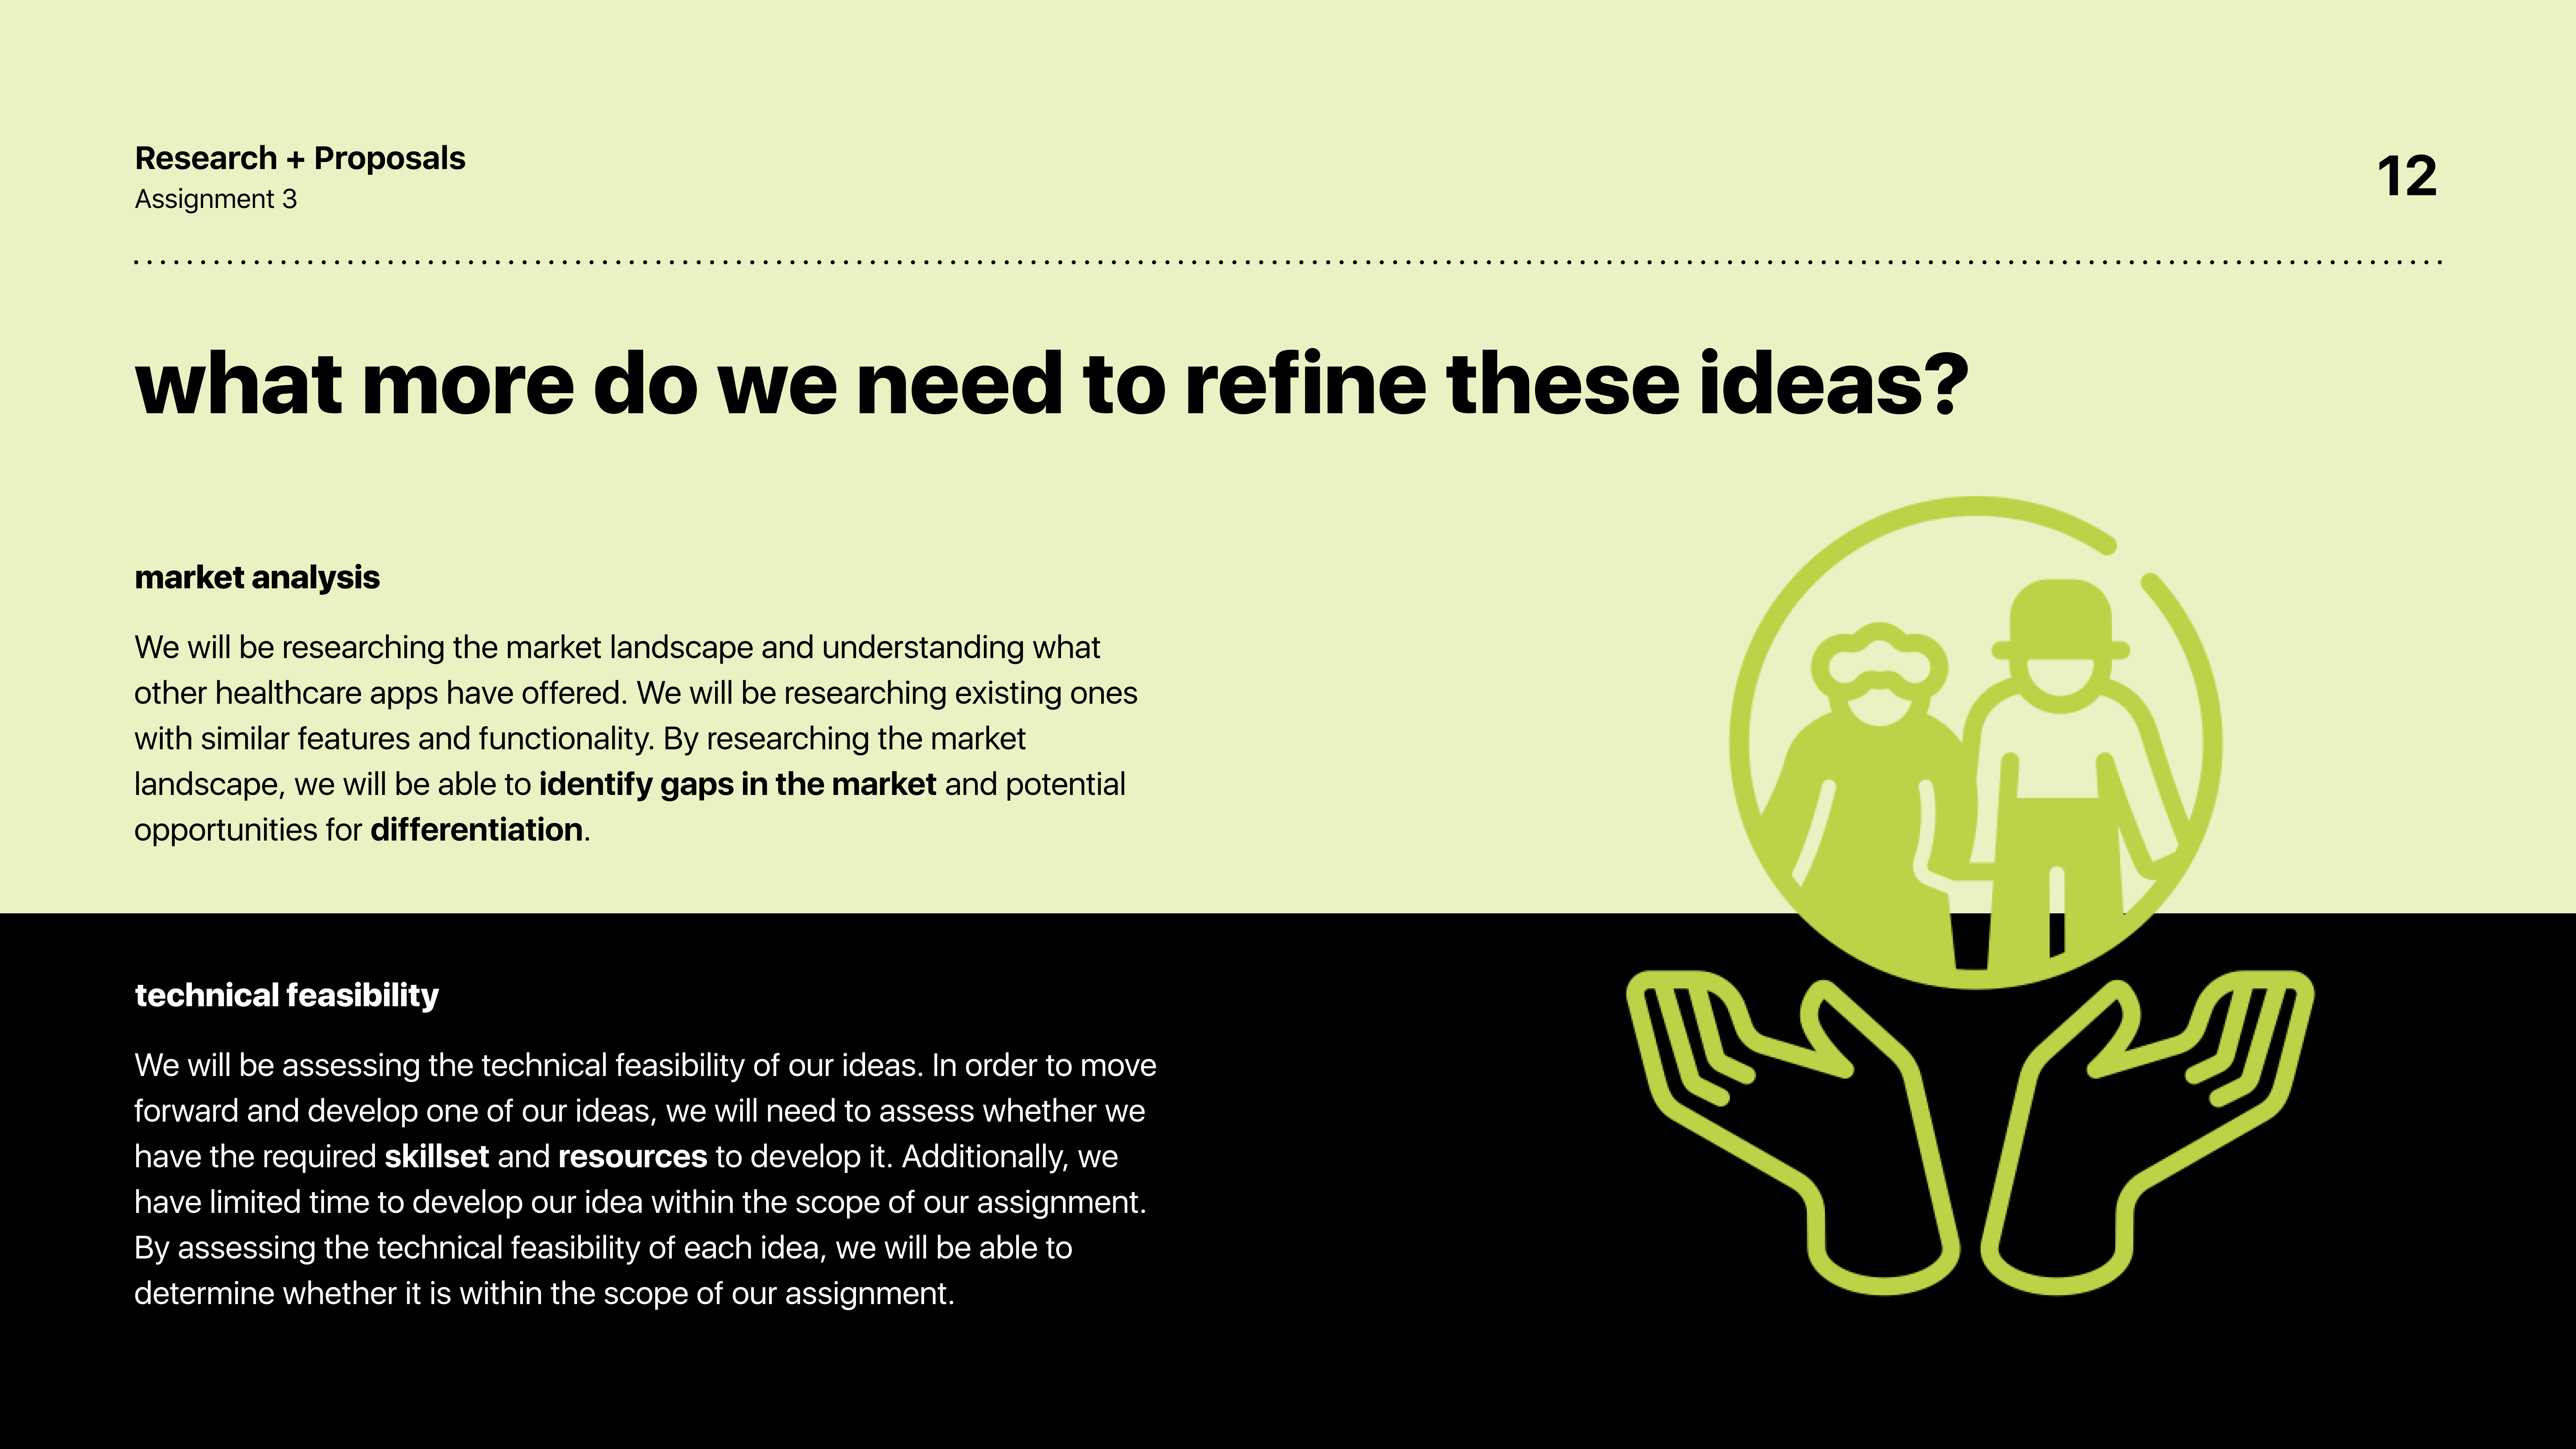 Research + Proposals
Assignment 3
12
what more do we need to refine these ideas?
market analysis
We will be researching the market landscape and understanding what
other healthcare apps have offered. We will be researching existing ones
with similar features and functionality. By researching the market
landscape, we will be able to identify gaps in the market and potential
opportunities for differentiation.
technical feasibility
We will be assessing the technical feasibility of our ideas. In order to move
forward and develop one of our ideas, we will need to assess whether we
have the required skillset and resources to develop it. Additionally, we
have limited time to develop our idea within the scope of our assignment.
By assessing the technical feasibility of each idea, we will be able to
determine whether it is within the scope of our assignment.